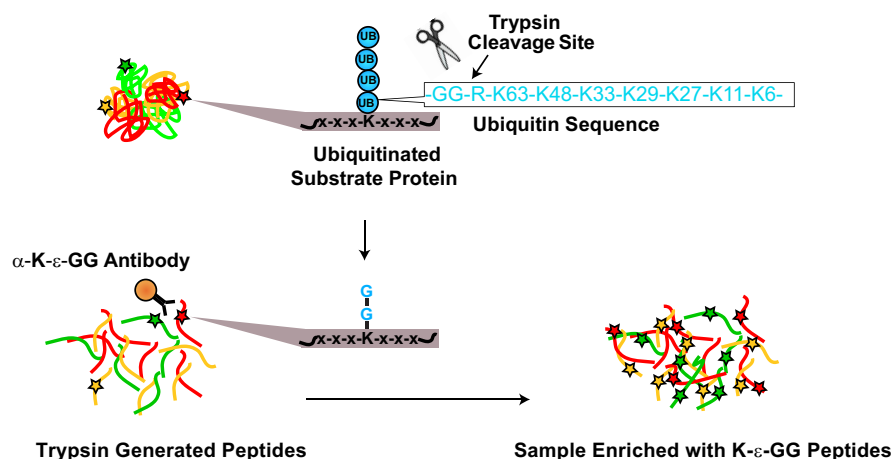 UB
UB
UB
UB
Trypsin
Cleavage Site
-GG-R-K63-K48-K33-K29-K27-K11-K6-
x-x-x-K-x-x-x
Ubiquitin Sequence
Ubiquitinated
Substrate Protein
α-K-ε-GG Antibody
G
G
x-x-x-K-x-x-x
Trypsin Generated Peptides
Sample Enriched with K-ε-GG Peptides